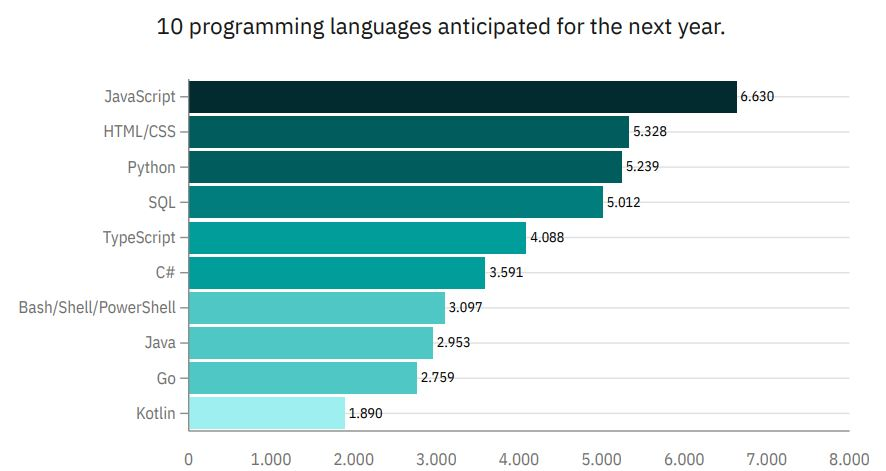 10 programming languages anticipated for the next year.
JavaScript 6.630
HTML/CSS 5.328
Python 5.239
SQL 5.012
TypeScript 4.088
C# 3.591
Bash/Shell/PowerShell 3.097
Java 2.953
Go 2.759
Kotlin 1.890
0 1.000 2.000 3.000 4.000 5.000 6.000 7.000 8.000